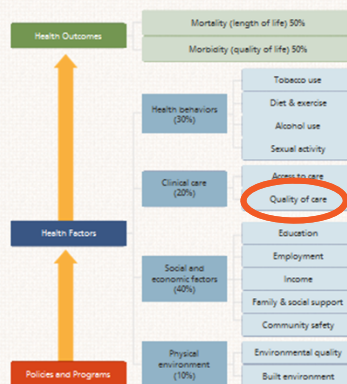 Health Outcomes
Mortality (length of life) 50%
Morbidity (quality of life) 50%
Health behaviors
(30%)
Tobacco use
Diet & exercise
Alcohol use
Sexual activity
Clinical care
(20%)
Access to care
Quality of care
Health Factors
Social and
economic factors
(40%)
Education
Employment
Income
Family & social support
Community safety
Physical
environment
(10%)
Environmental quality
Built environment
Policies and Programs